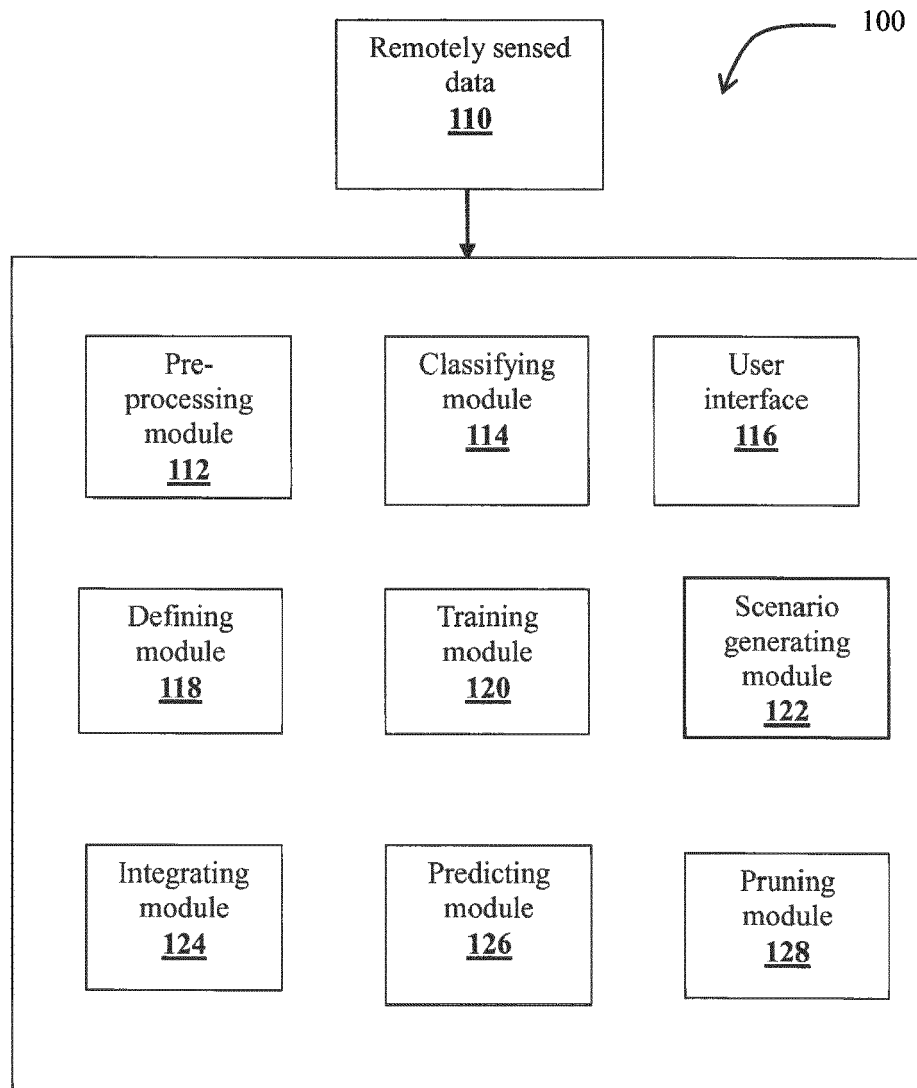 100
Remotely sensed
data
110
Pre-
processing
module
112
Classifying
module
114
User
interface
116
Defining
module
118
Training
module
120
Scenario
generating
module
122
Integrating
module
124
Predicting
module
126
Pruning
module
128